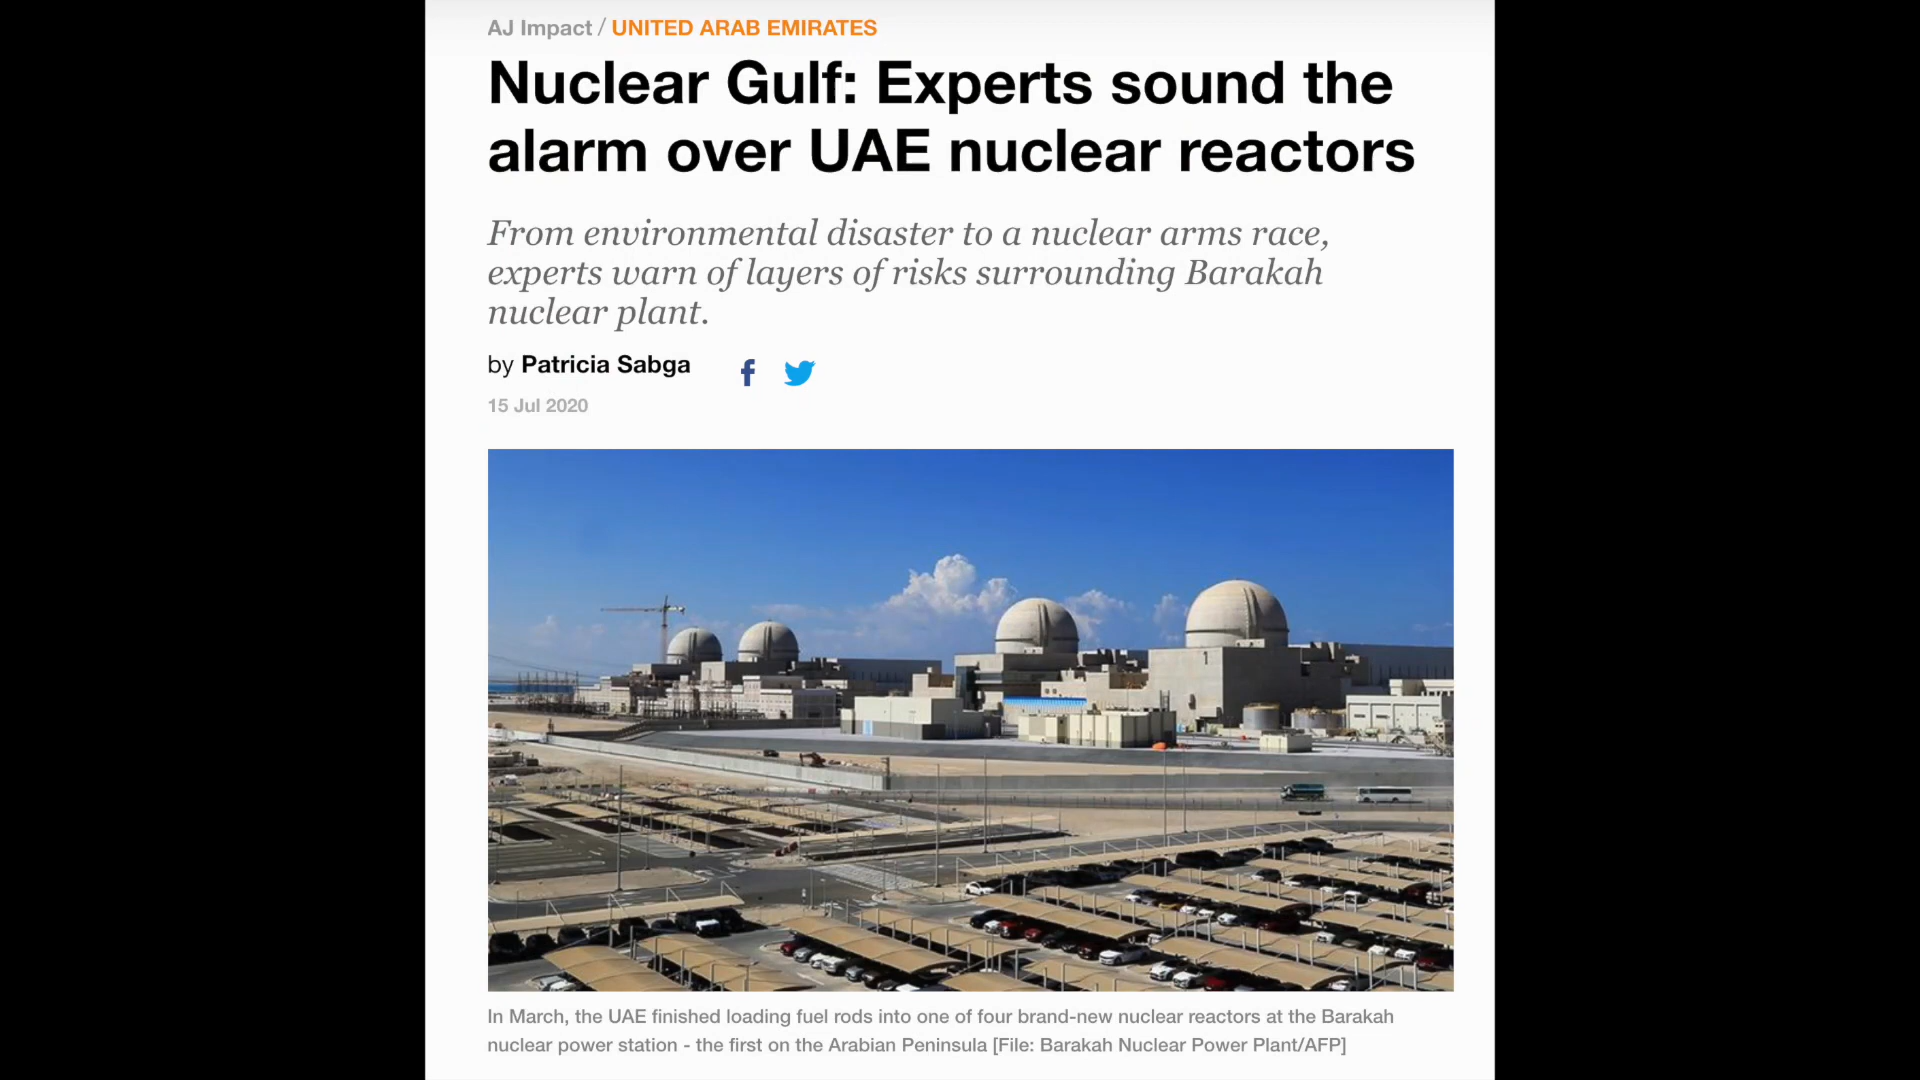 AJ Impact / UNITED ARAB EMIRATES
Nuclear Gulf: Experts sound the
alarm over UAE nuclear reactors
From environmental disaster to a nuclear arms race,
experts warn of layers of risks surrounding Barakah
nuclear plant.
by Patricia Sabga
15 Jul 2020
In March, the UAE finished loading fuel rods into one of four brand-new nuclear reactors at the Barakah
nuclear power station - the first on the Arabian Peninsula [File: Barakah Nuclear Power Plant/AFP]